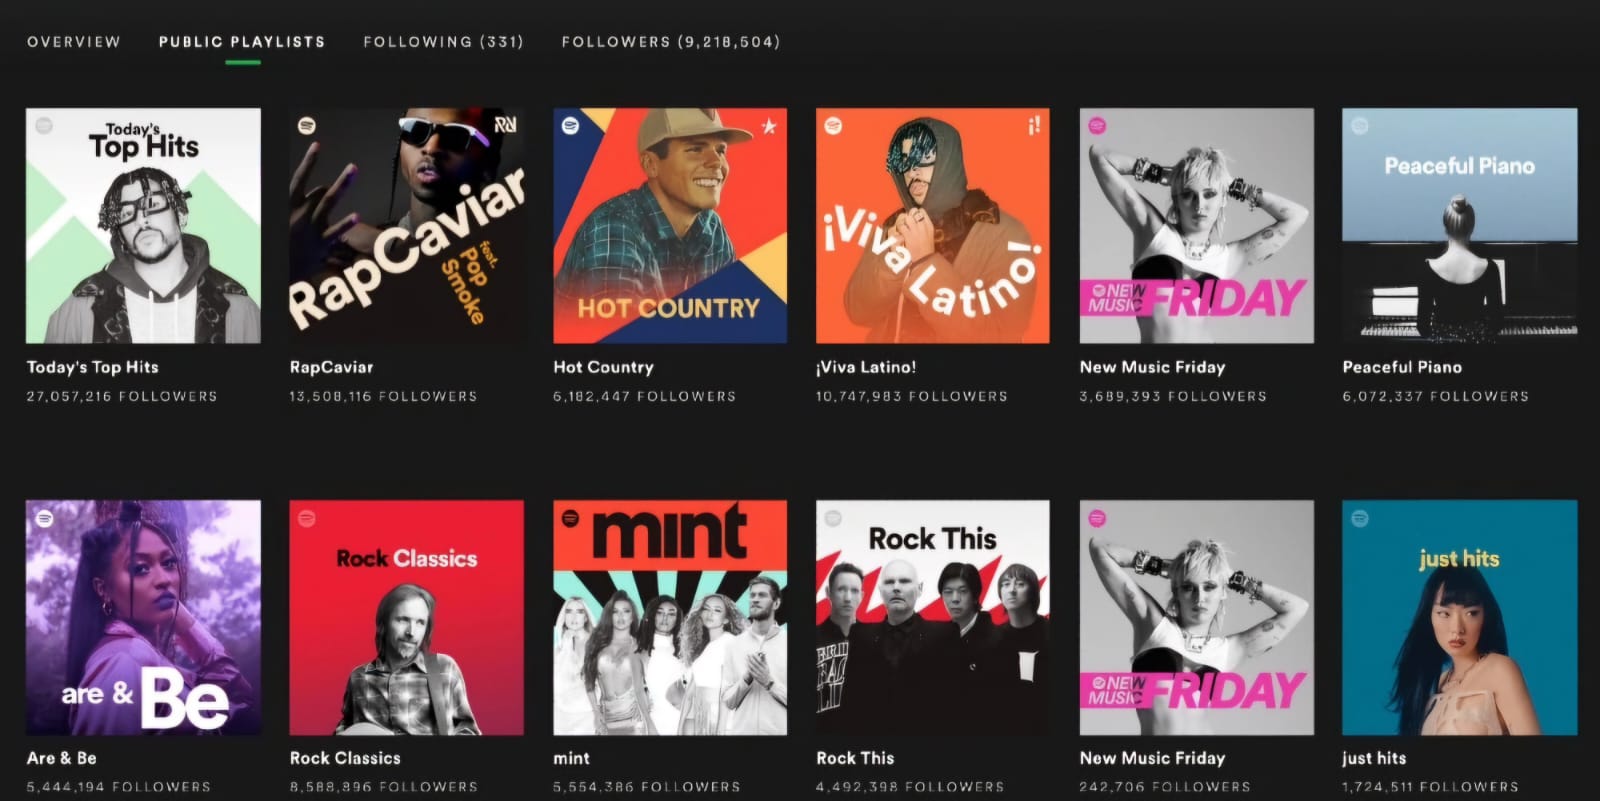 OVERVIEW PUBLIC PLAYLISTS FOLLOWING (331) FOLLOWERS (9,218,504)
Today's
Top Hits
RapCaviar
feat.
Pop
Smoke
HOT COUNTRY
¡Viva Latino!
NEW
MUSIC FRIDAY
Peaceful Piano
Today's Top Hits
27,057,216 FOLLOWERS
RapCaviar
13,508,116 FOLLOWERS
Hot Country
6,182,447 FOLLOWERS
¡Viva Latino!
10,747,983 FOLLOWERS
New Music Friday
3,689,393 FOLLOWERS
Peaceful Piano
6,072,337 FOLLOWERS
are & Be
Rock Classics
mint
Rock This
NEW
MUSIC FRIDAY
just hits
Are & Be
5,444,194 FOLLOWERS
Rock Classics
8,588,896 FOLLOWERS
mint
5,554,386 FOLLOWERS
Rock This
4,492,398 FOLLOWERS
New Music Friday
242,706 FOLLOWERS
just hits
1,724,511 FOLLOWERS